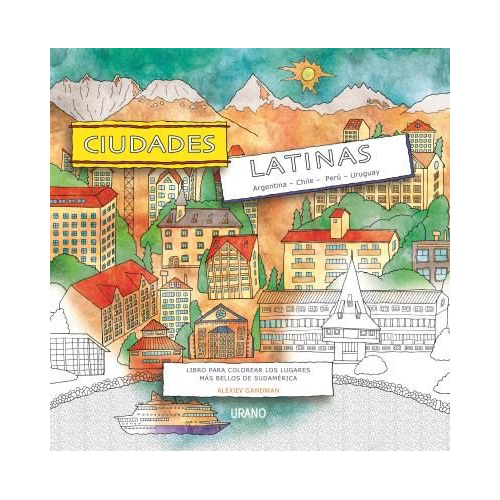 CIUDADES
LATINAS
Argentina - Chile - Perú - Uruguay
LIBRO PARA COLOREAR LOS LUGARES
MÁS BELLOS DE SUDAMÉRICA
ALEXIEV GANDMAN
URANO